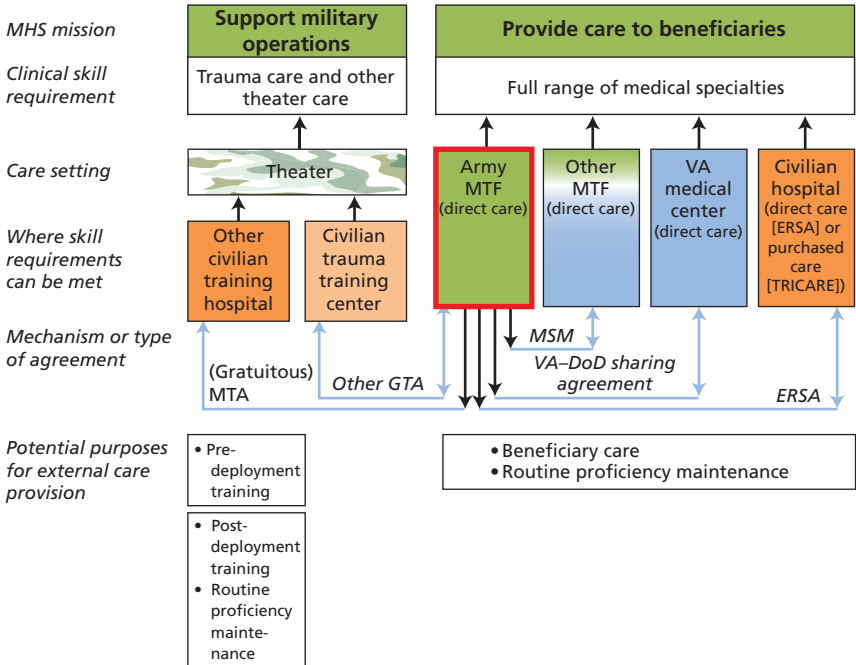 MHS mission
Support military
operations
Provide care to beneficiaries
Clinical skill
requirement
Trauma care and other
theater care
Full range of medical specialties
Care setting
Theater
Army
MTF
(direct care)
Other
MTF
(direct care)
VA
medical
center
(direct care)
Civilian
hospital
(direct care
[ERSA] or
purchased
care
[TRICARE])
Where skill
requirements
can be met
Other
civilian
training
hospital
Civilian
trauma
training
center
Mechanism or type
of agreement
(Gratuitous)
MTA
Other GTA
MSM
VA–DoD sharing
agreement
ERSA
Potential purposes
for external care
provision
• Pre-
deployment
training
• Beneficiary care
• Routine proficiency maintenance
• Post-
deployment
training
• Routine
proficiency
mainte-
nance